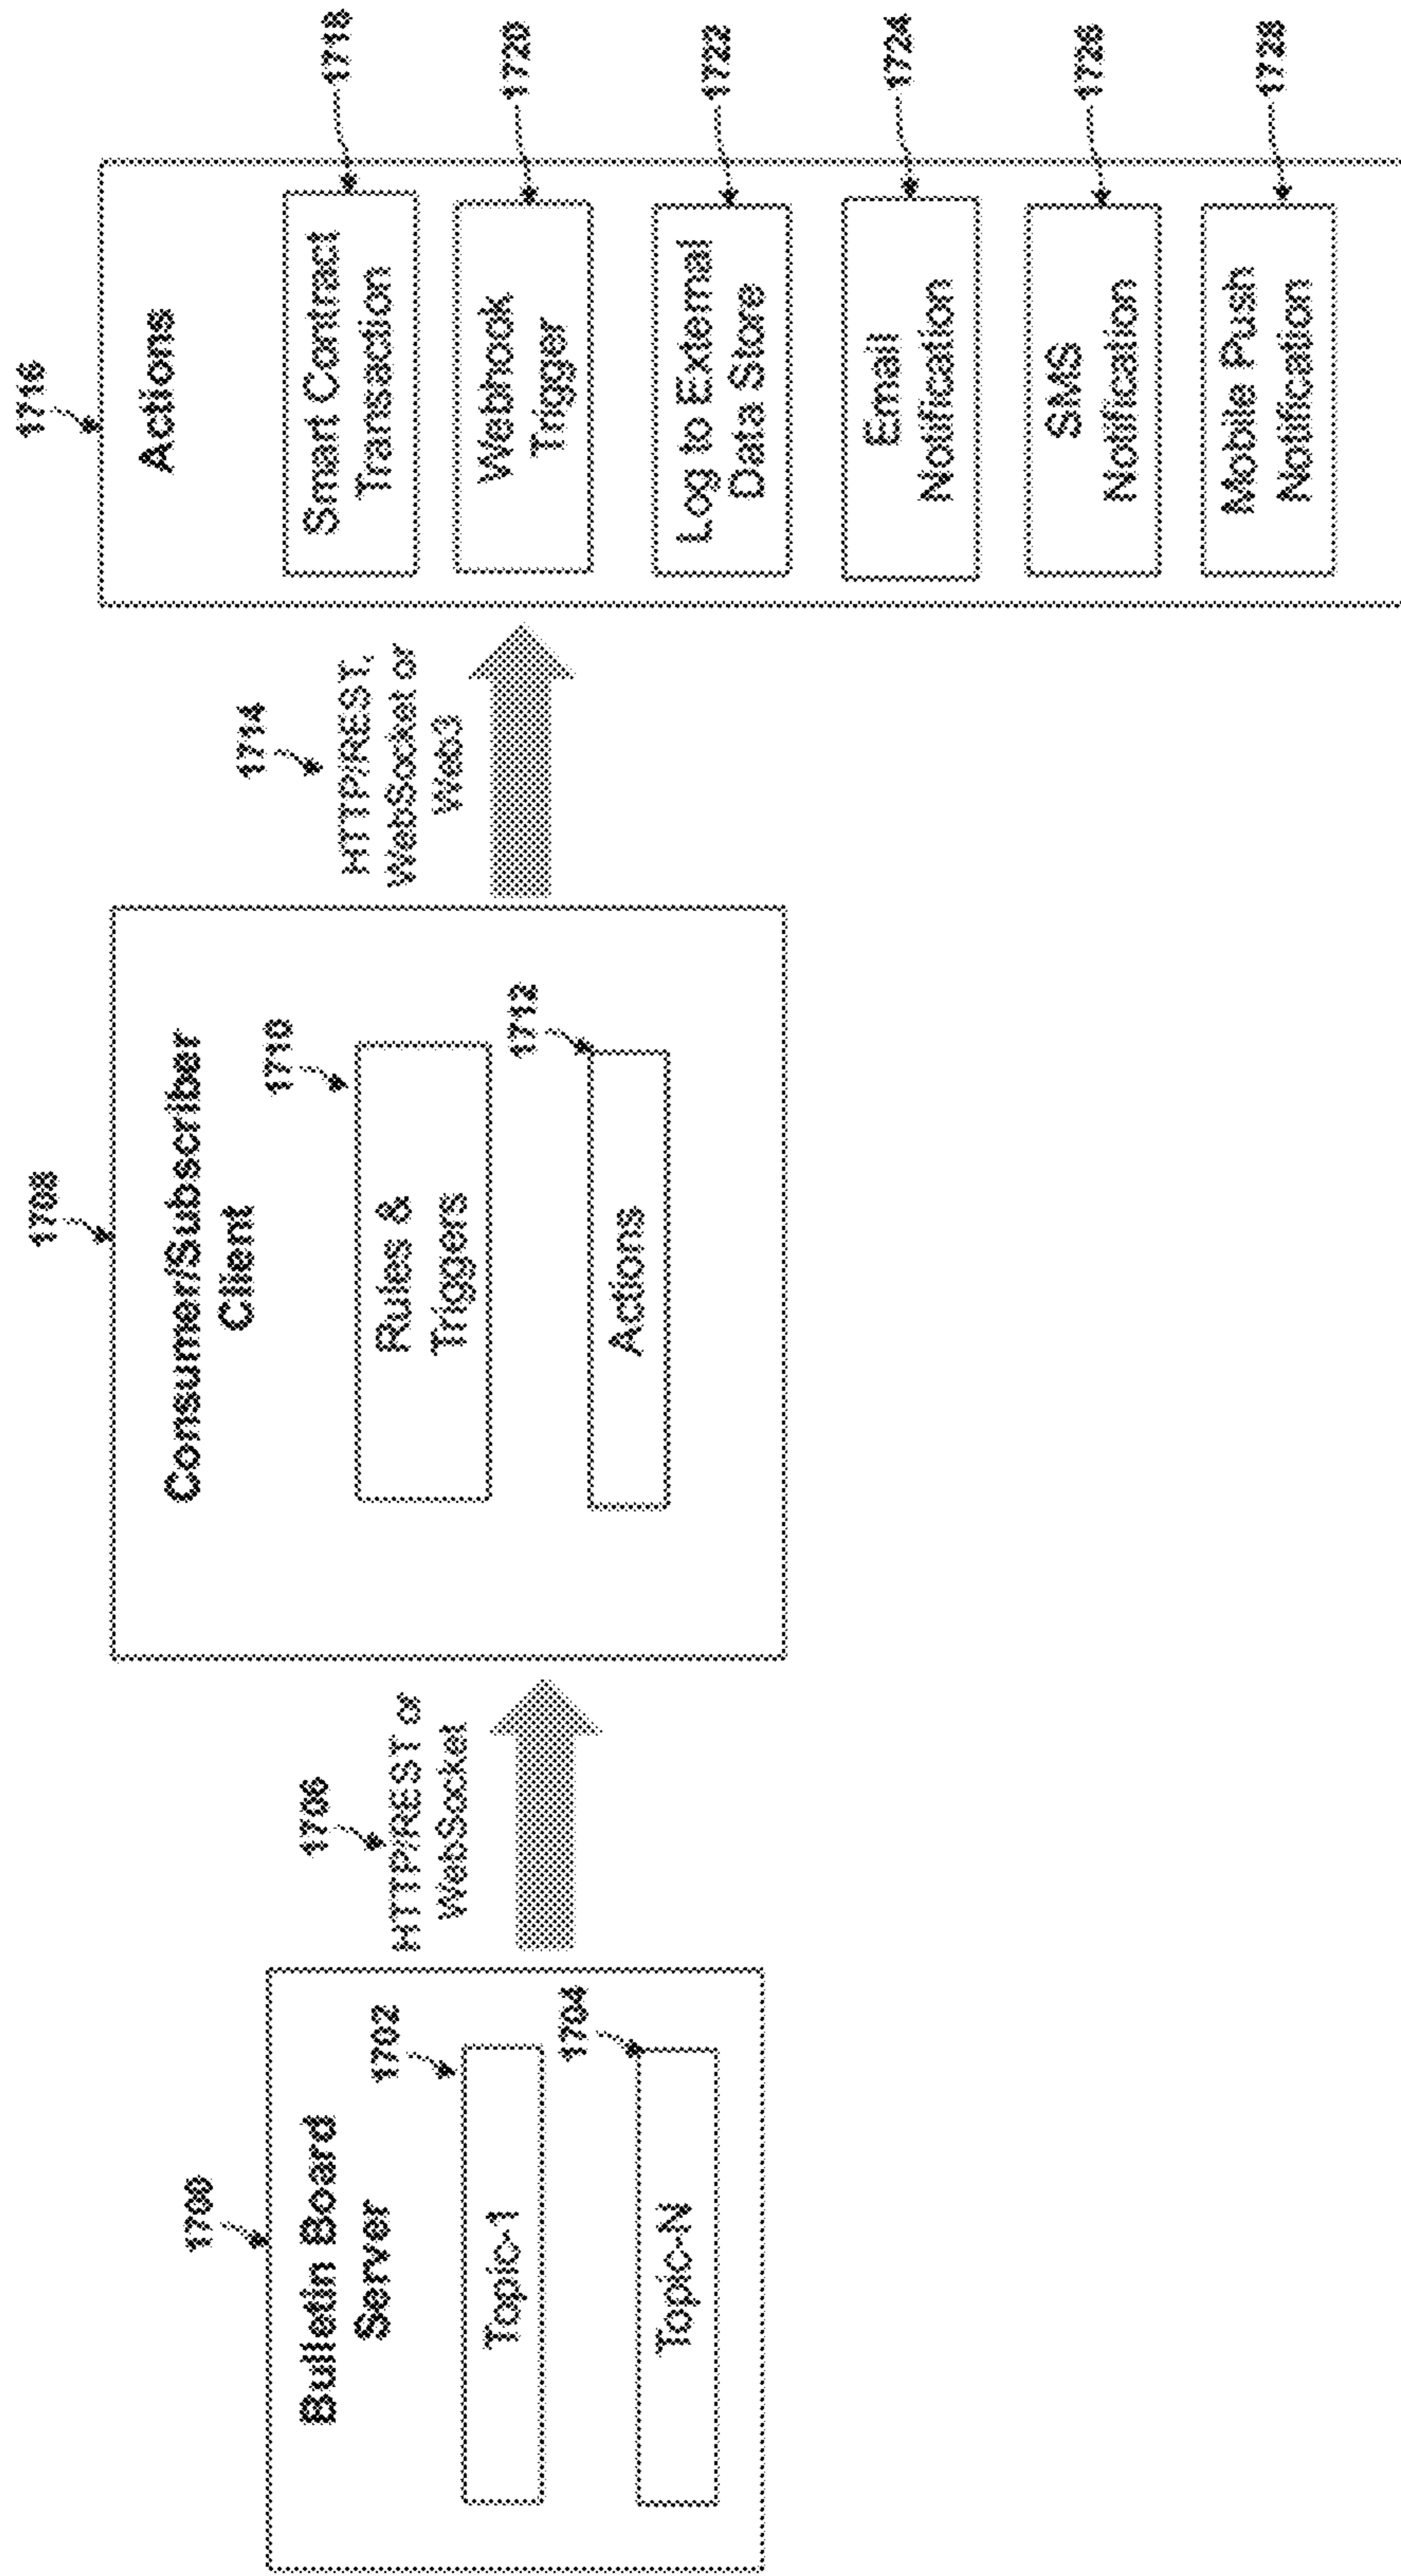 1700
Bulletin Board
Server
1702
Topic-1
1704
Topic-N
1706
HTTP/REST or
WebSocket
1708
Consumer/Subscriber
Client
1710
Rules &
Triggers
1712
Actions
1714
HTTP/REST,
WebSocket or
Web3
1716
Actions
1718
Smart Contract
Transaction
1720
Webhook
Trigger
1722
Log to External
Data Store
1724
Email
Notification
1726
SMS
Notification
1728
Mobile Push
Notification